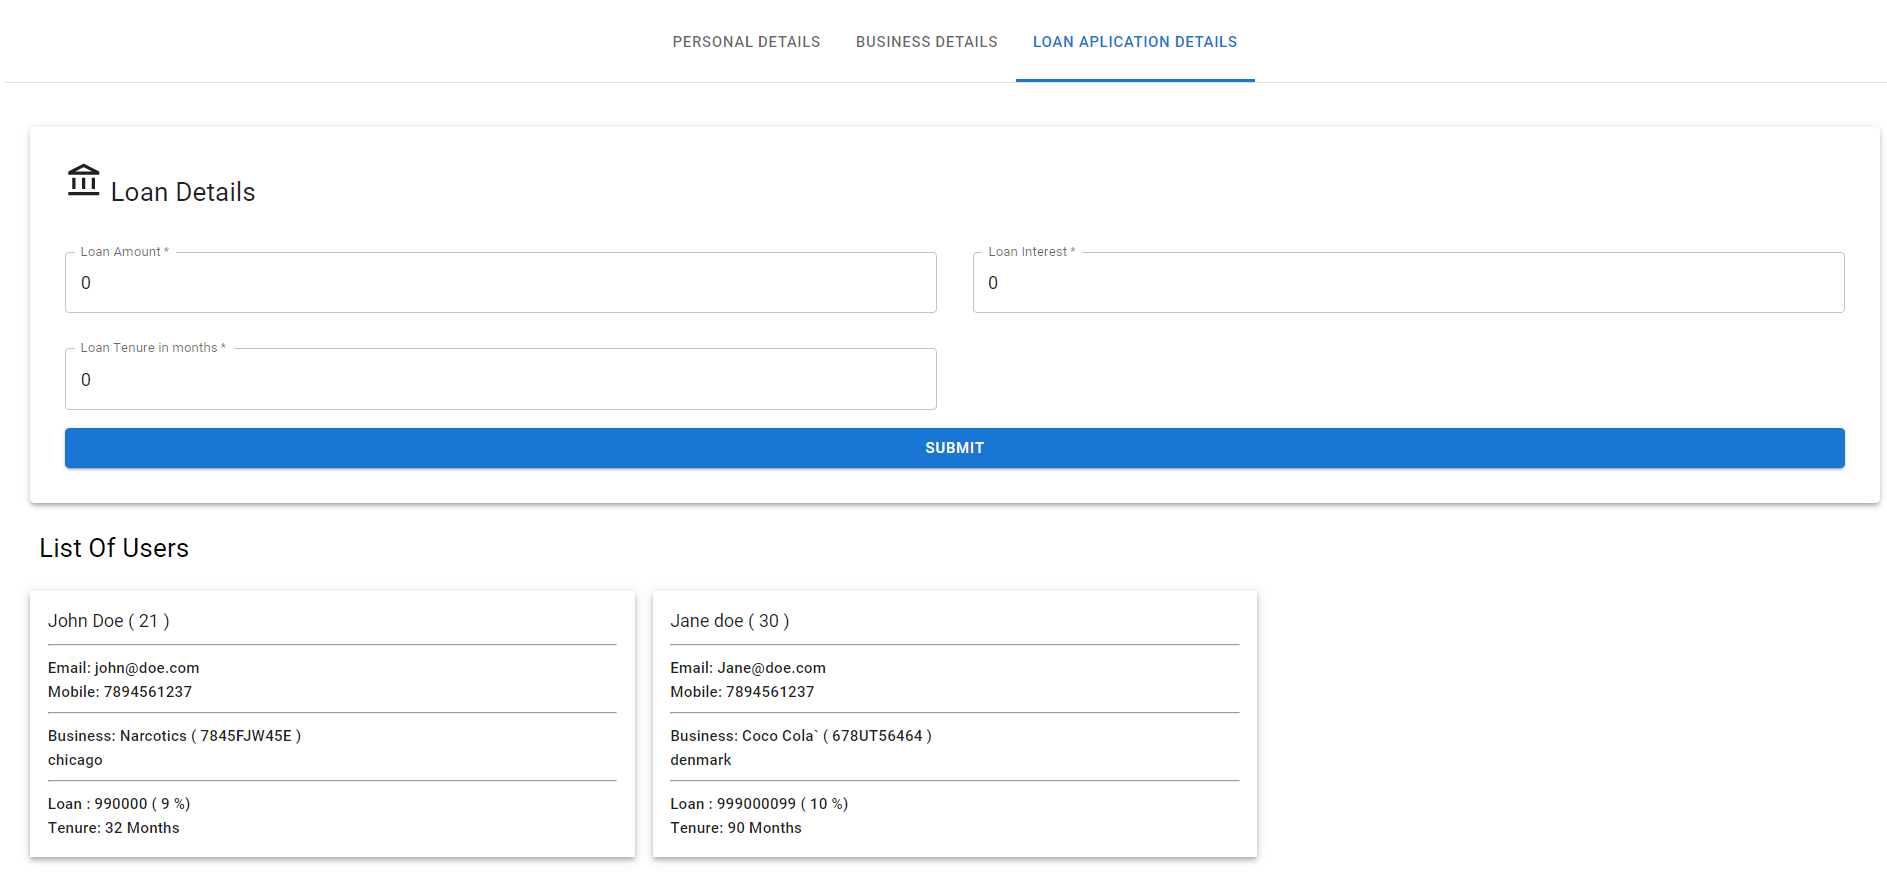 PERSONAL DETAILS BUSINESS DETAILS LOAN APLICATION DETAILS
Loan Details
Loan Amount *
0
Loan Interest *
0
Loan Tenure in months *
0
SUBMIT
List Of Users
John Doe ( 21 )
Email: john@doe.com
Mobile: 7894561237
Business: Narcotics ( 7845FJW45E )
chicago
Loan : 990000 ( 9 %)
Tenure: 32 Months
Jane doe ( 30 )
Email: Jane@doe.com
Mobile: 7894561237
Business: Coco Cola` ( 678UT56464 )
denmark
Loan : 999000099 ( 10 %)
Tenure: 90 Months